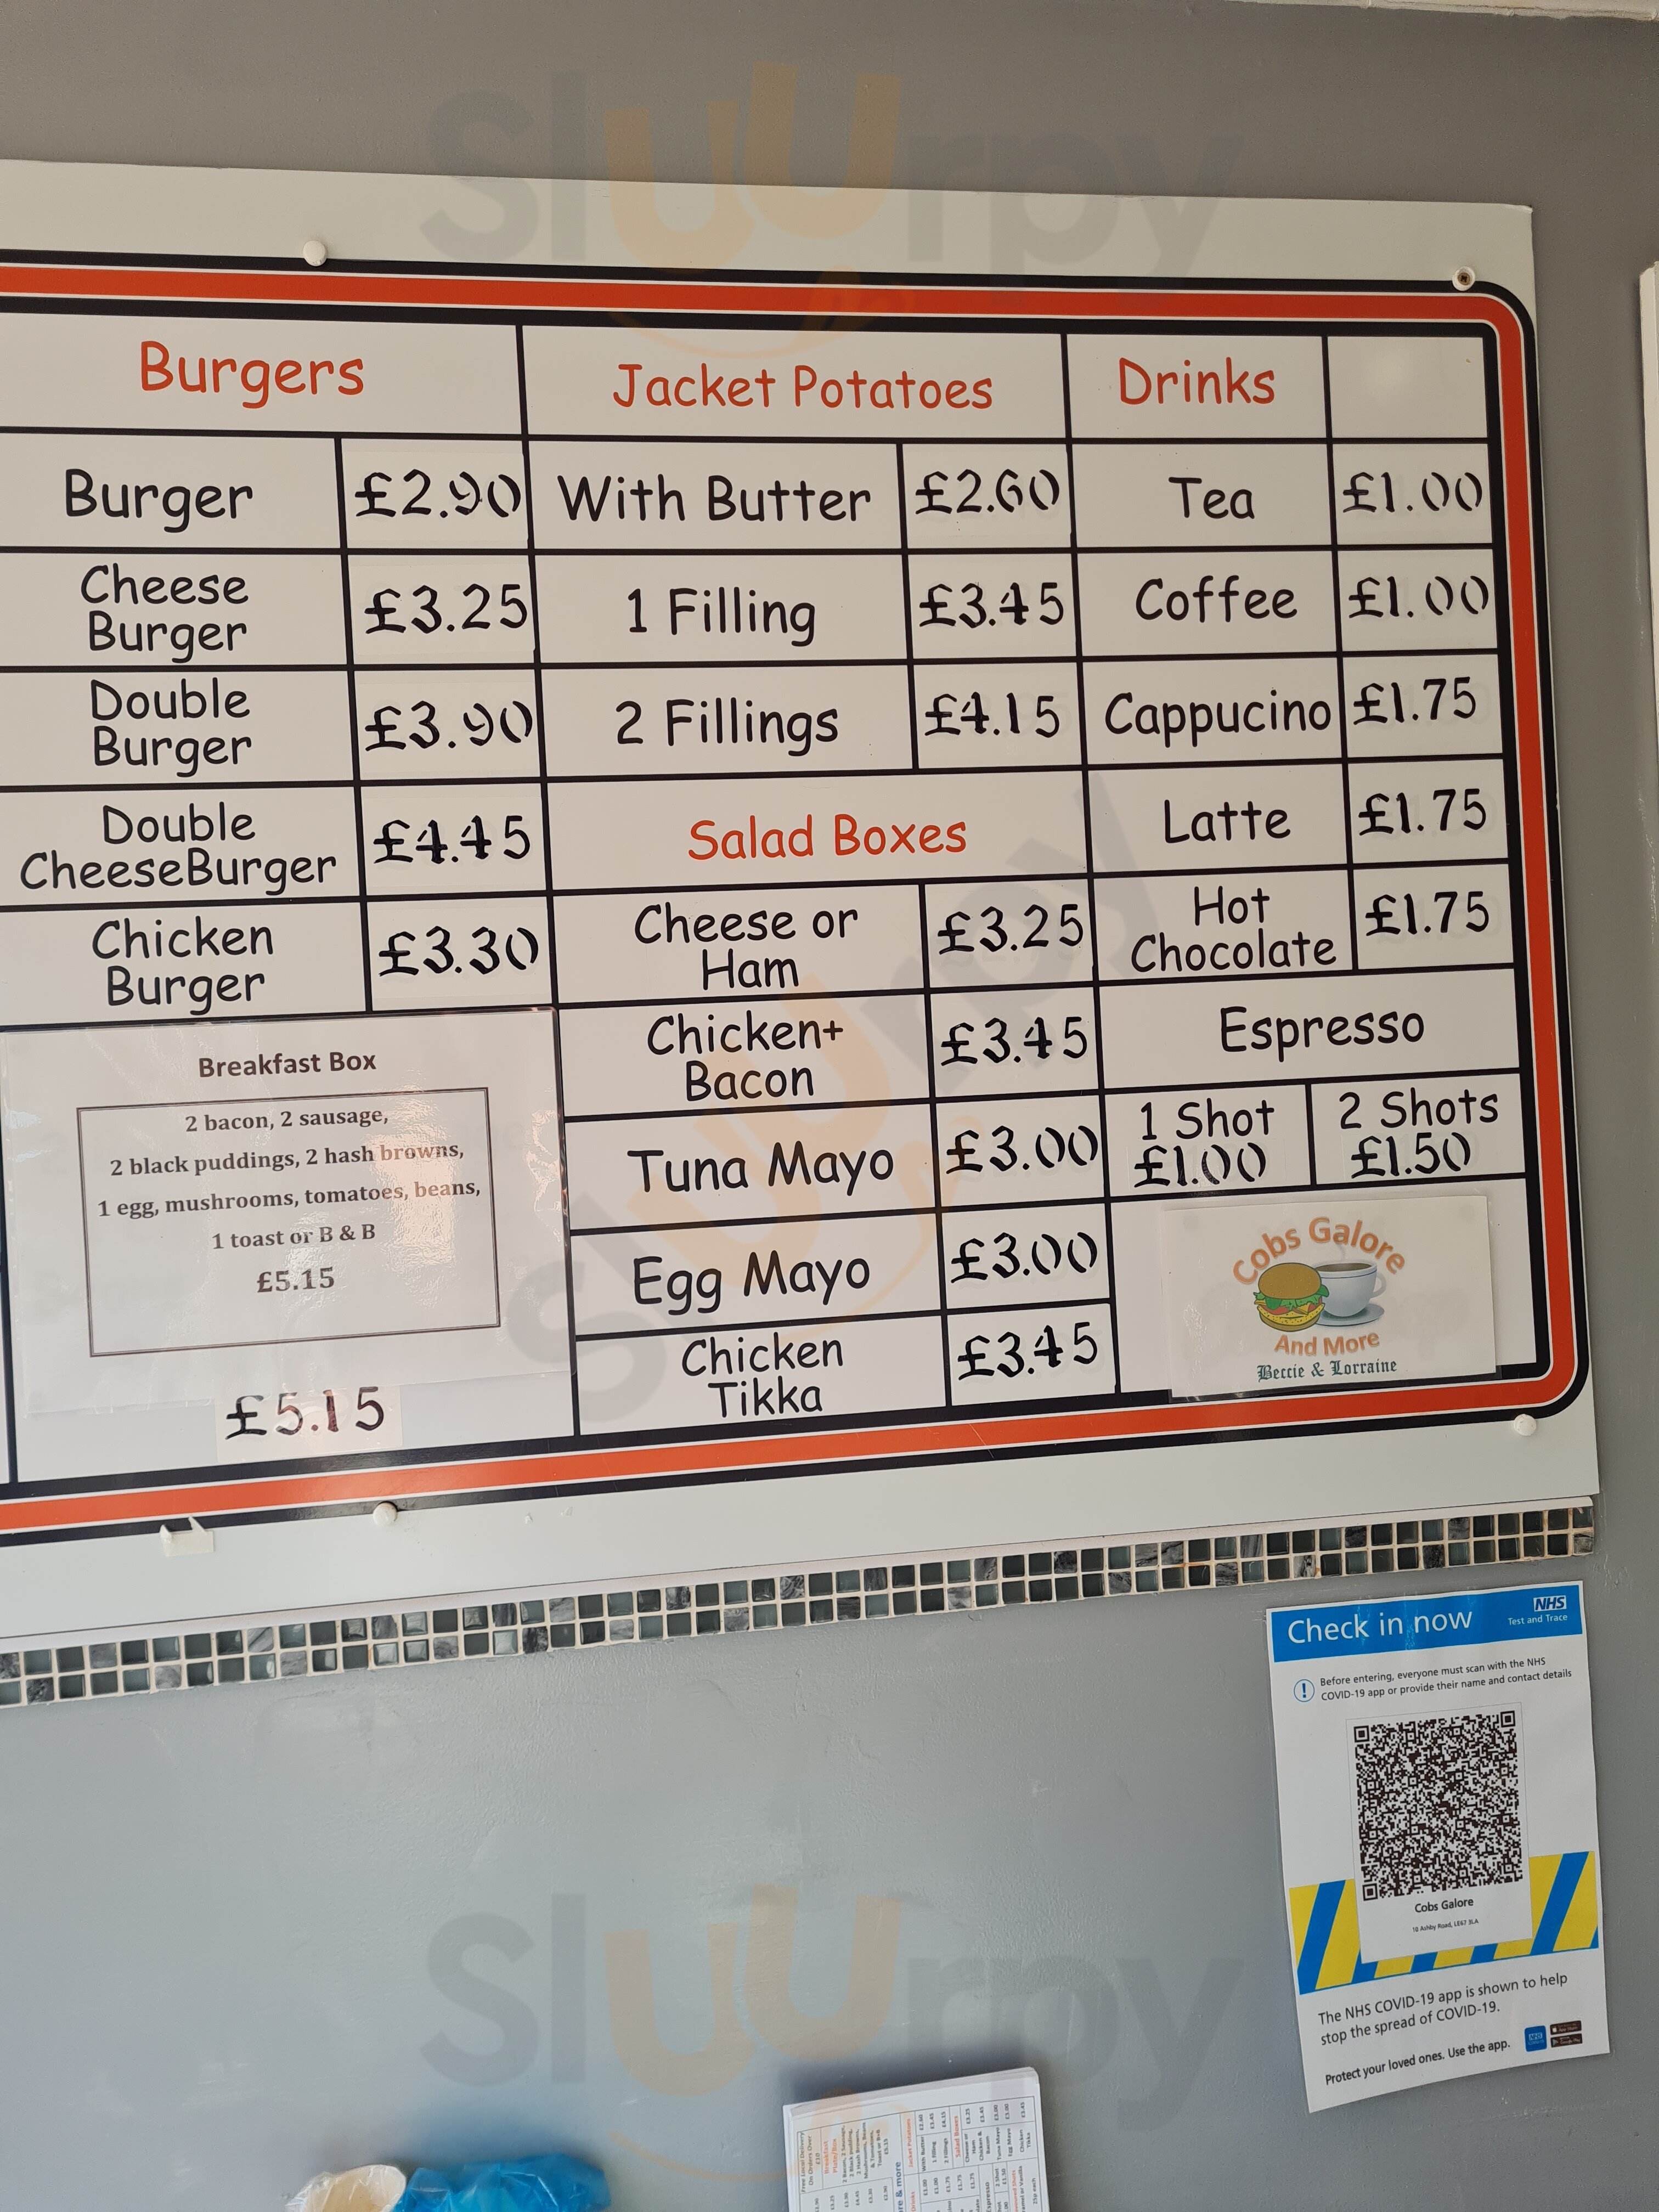 Sluurpy
Burgers
Burger £2.90
Cheese
Burger £3.25
Double
Burger £3.90
Double
CheeseBurger £4.45
Chicken
Burger £3.30
Breakfast Box
2 bacon, 2 sausage,
2 black puddings, 2 hash browns,
1 egg, mushrooms, tomatoes, beans,
1 toast or B & B
£5.15
£5.15
Jacket Potatoes
With Butter £2.60
1 Filling £3.45
2 Fillings £4.15
Salad Boxes
Cheese or
Ham £3.25
Chicken+
Bacon £3.45
Tuna Mayo £3.00
Egg Mayo £3.00
Chicken
Tikka £3.45
Drinks
Tea £1.00
Coffee £1.00
Cappucino £1.75
Latte £1.75
Hot
Chocolate £1.75
Espresso
1 Shot
£1.00
2 Shots
£1.50
Cobs Galore
And More
Beccie & Lorraine
Sluurpy
Check in now
NHS
Test and Trace
Before entering, everyone must scan with the NHS
COVID-19 app or provide their name and contact details
Cobs Galore
10 Ashby Road, LE67 3LA
The NHS COVID-19 app is shown to help
stop the spread of COVID-19.
Protect your loved ones. Use the app.
Sluurpy